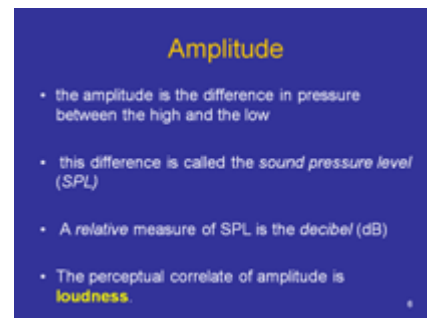 Amplitude
• the amplitude is the difference in pressure
between the high and the low
• this difference is called the sound pressure level
(SPL)
• A relative measure of SPL is the decibel (dB)
• The perceptual correlate of amplitude is
loudness.
6